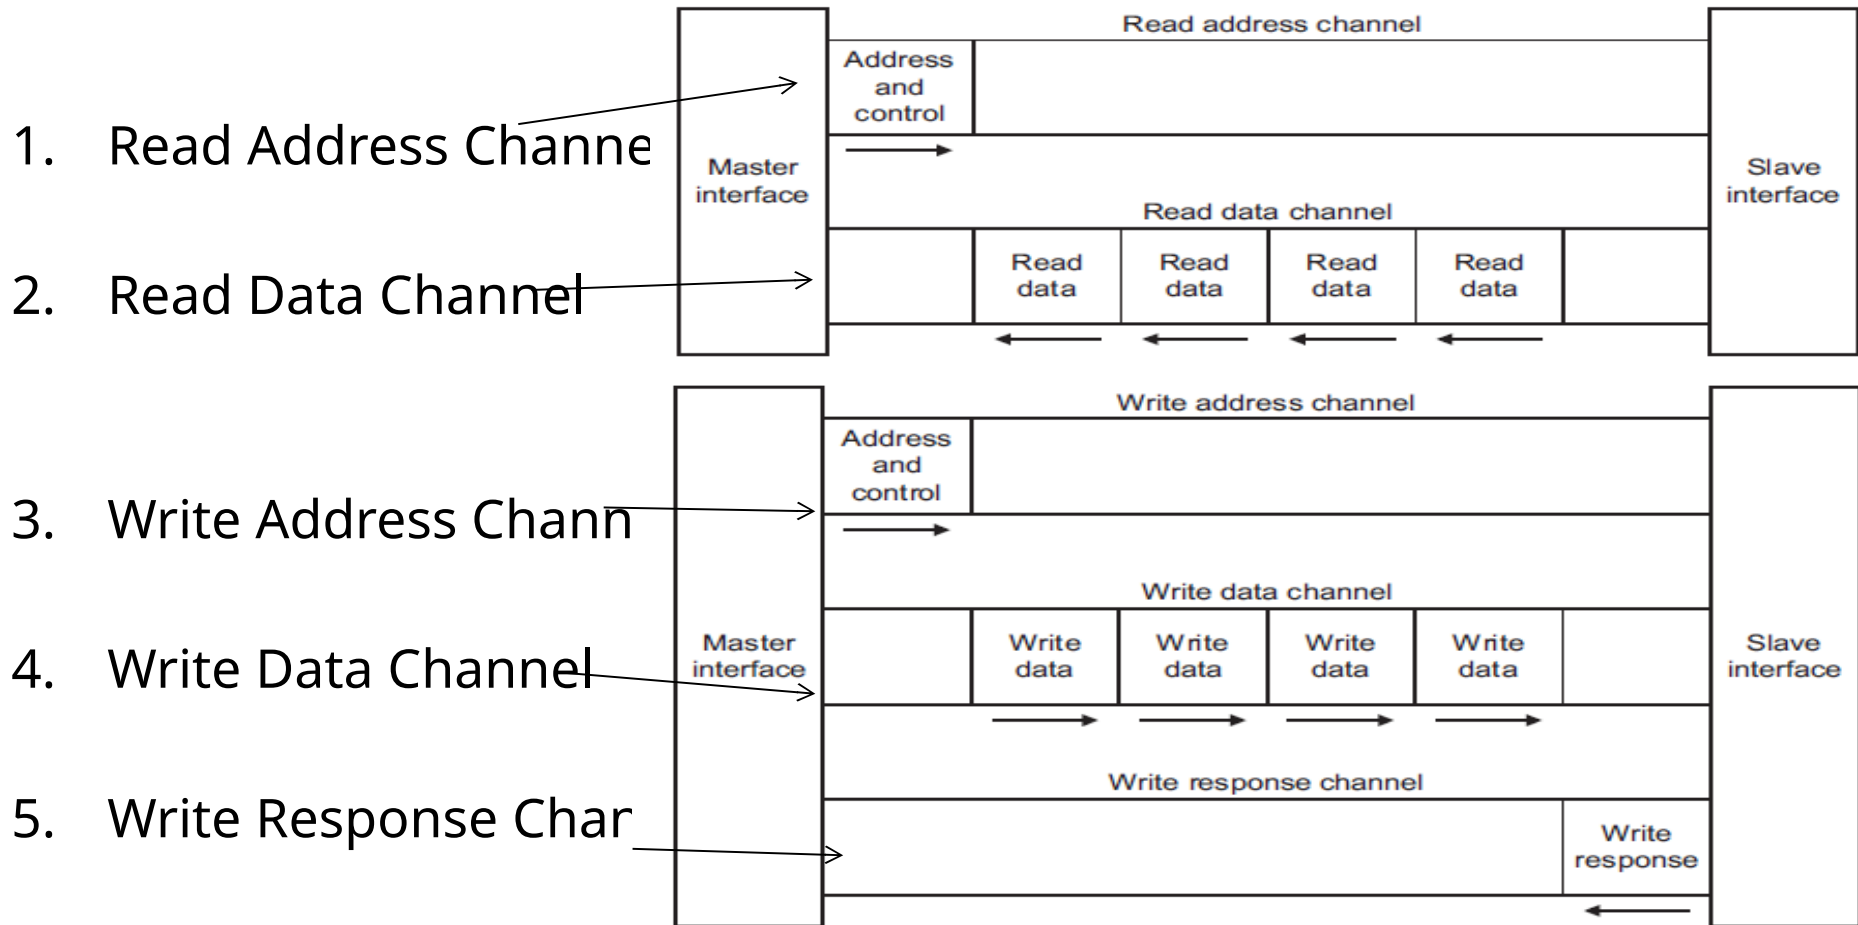 1. Read Address Channe
2. Read Data Channel
3. Write Address Chann
4. Write Data Channel
5. Write Response Char
Read address channel
Address
and
control
Master
interface
Slave
interface
Read data channel
Read
data
Read
data
Read
data
Read
data
Write address channel
Address
and
control
Write data channel
Master
interface
Write
data
Write
data
Write
data
Write
data
Slave
interface
Write response channel
Write
response